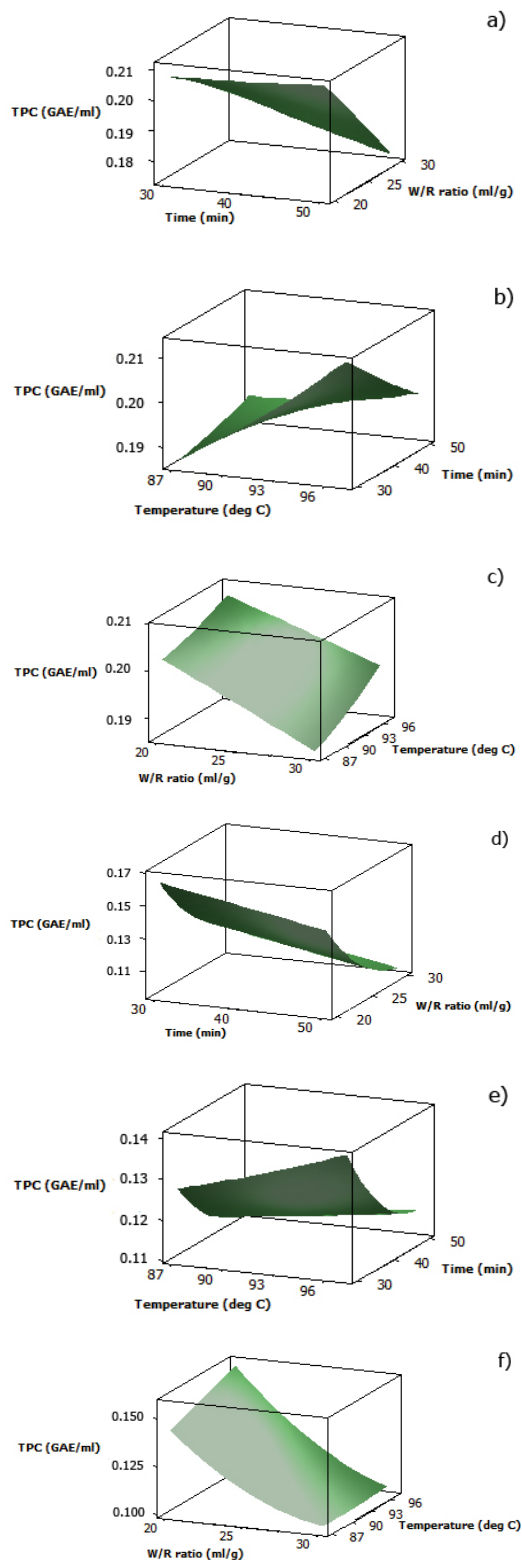 a)
0.21
0.20
TPC (GAE/ml)
0.19
0.18
30
40
50
Time (min)
20
25
30
W/R ratio (ml/g)
b)
0.21
TPC (GAE/ml)
0.20
0.19
87
90
93
96
Temperature (deg C)
30
40
50
Time (min)
c)
0.21
TPC (GAE/ml)
0.20
0.19
20
25
30
W/R ratio (ml/g)
87
90
93
96
Temperature (deg C)
d)
0.17
0.15
TPC (GAE/ml)
0.13
0.11
30
40
50
Time (min)
20
25
30
W/R ratio (ml/g)
e)
0.14
0.13
TPC (GAE/ml)
0.12
0.11
87
90
93
96
Temperature (deg C)
30
40
50
Time (min)
f)
0.150
TPC (GAE/ml)
0.125
0.100
20
25
30
W/R ratio (ml/g)
87
90
93
96
Temperature (deg C)